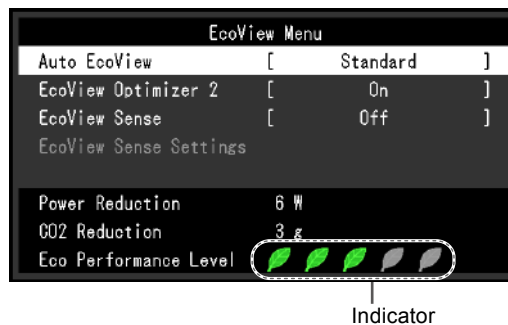 EcoView Menu
Auto EcoView [ Standard ]
EcoView Optimizer 2 [ On ]
EcoView Sense [ Off ]
EcoView Sense Settings
Power Reduction 6 W
CO2 Reduction 3 g
Eco Performance Level
Indicator